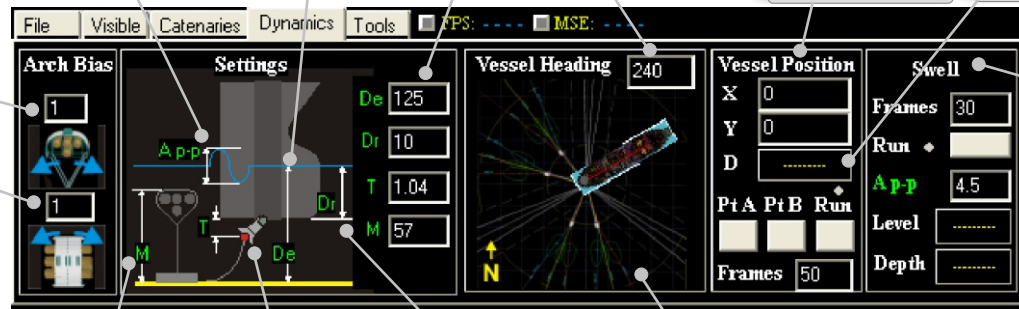 File Visible Catenaries Dynamics Tools FPS: ---- MSE: ----
Arch Bias
1
1
Settings
A p-p
M
T
De
Dr
De 125
Dr 10
T 1.04
M 57
Vessel Heading 240
N
Vessel Position
X 0
Y 0
D --------
Pt A Pt B Run
Frames 50
Swell
Frames 30
Run
A p-p 4.5
Level --------
Depth --------